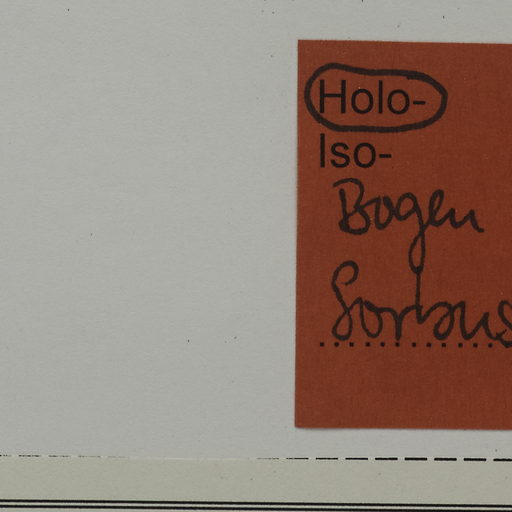 Holo-
Iso-
Bogen
Sorbus